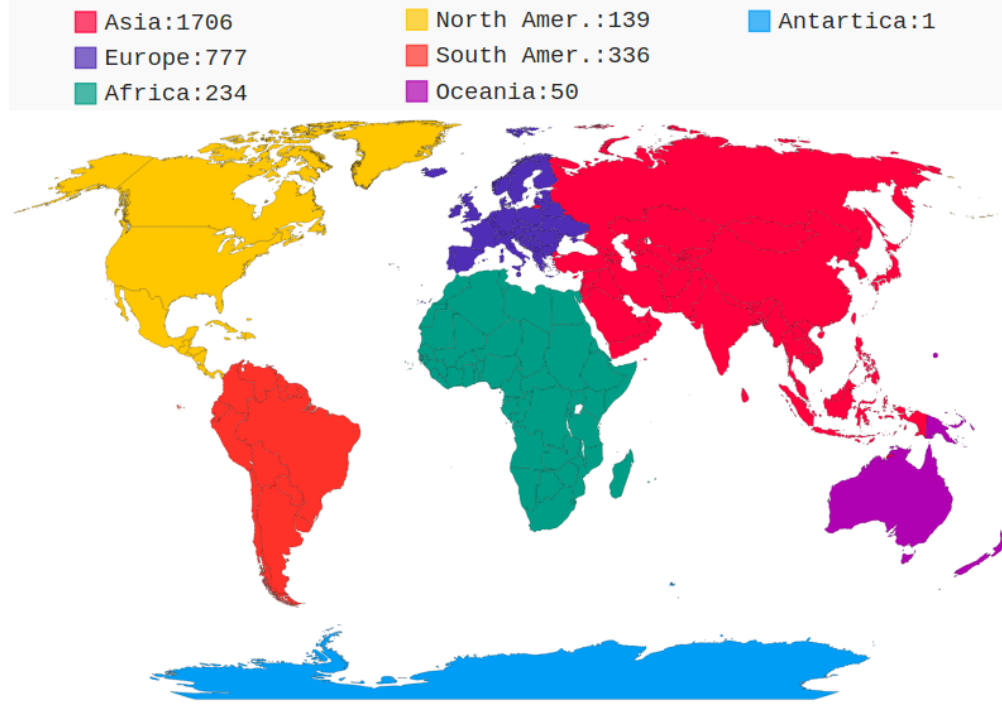 Asia:1706
Europe:777
Africa:234
North Amer.:139
South Amer.:336
Oceania:50
Antartica:1